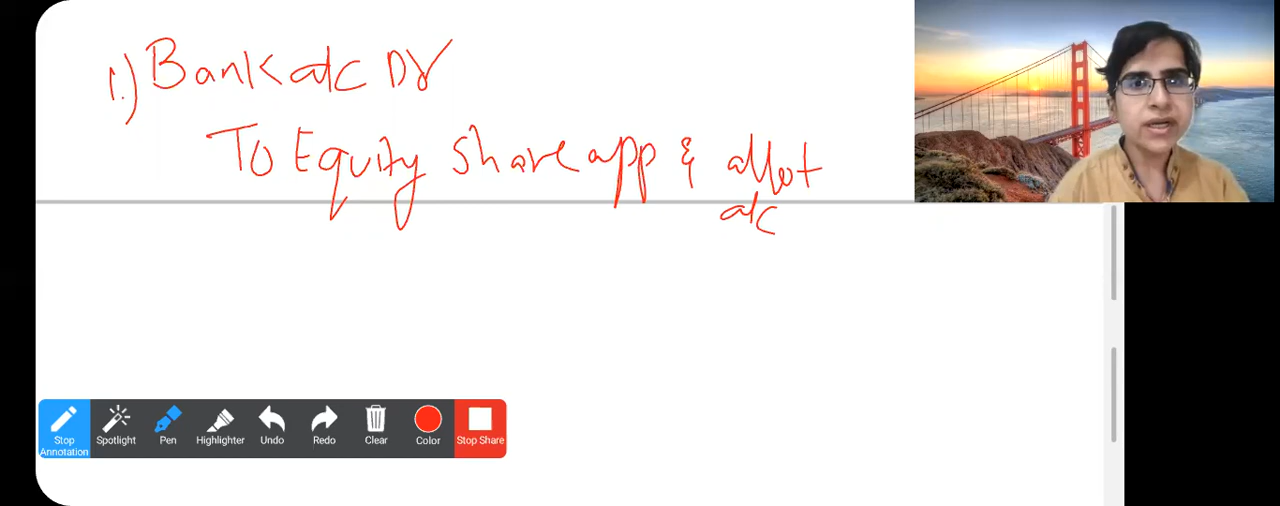 1.) Bank a/c Dr
To Equity share app & allot
a/c
Stop Annotation
Spotlight
Pen
Highlighter
Undo
Redo
Clear
Color
Stop Share